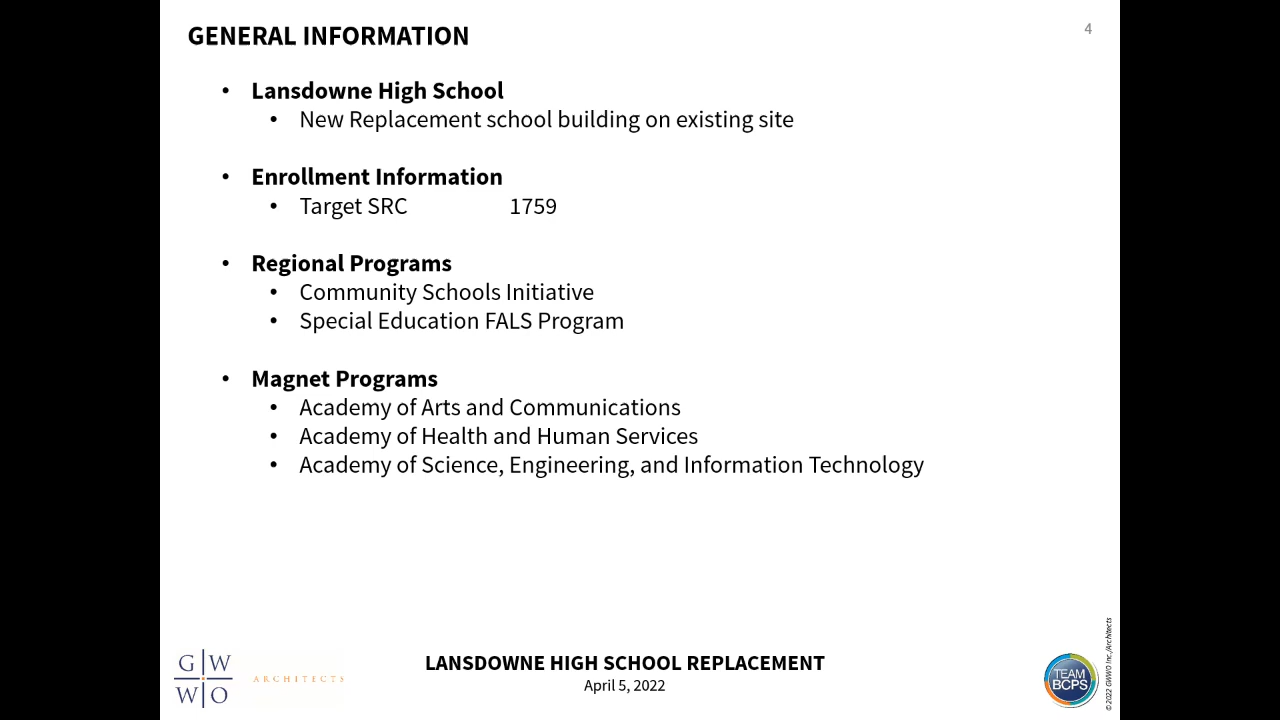 GENERAL INFORMATION
4
• Lansdowne High School
• New Replacement school building on existing site
• Enrollment Information
• Target SRC 1759
• Regional Programs
• Community Schools Initiative
• Special Education FALS Program
• Magnet Programs
• Academy of Arts and Communications
• Academy of Health and Human Services
• Academy of Science, Engineering, and Information Technology
G W
W O
ARCHITECTS
LANSDOWNE HIGH SCHOOL REPLACEMENT
April 5, 2022
TEAM
BCPS
© 2022 GWWO Inc./Architects